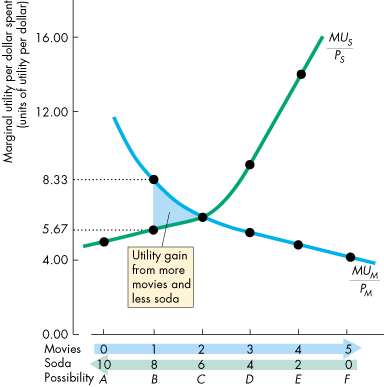 Marginal utility per dollar spent
(units of utility per dollar)
16.00
MU_S
P_S
12.00
8.33
5.67
4.00
Utility gain
from more
movies and
less soda
MU_M
P_M
0.00
Movies 0 1 2 3 4 5
Soda 10 8 6 4 2 0
Possibility A B C D E F